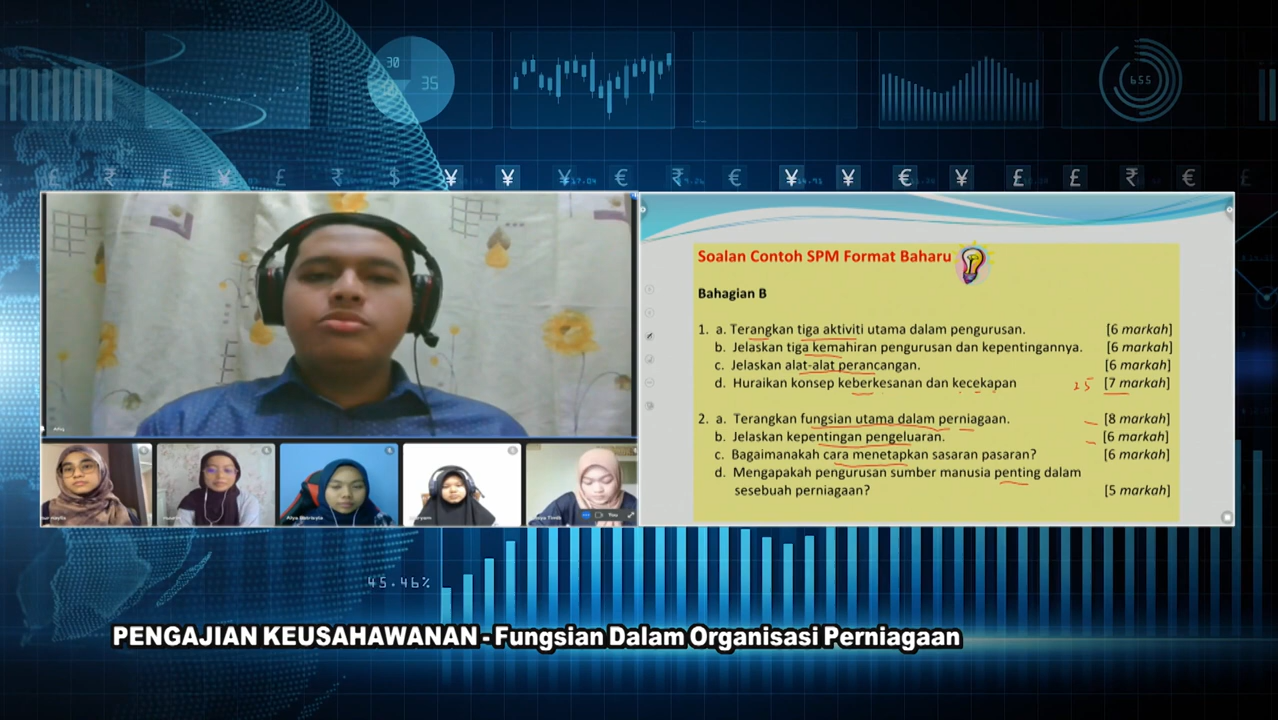 30
35
655
45.46%
Soalan Contoh SPM Format Baharu
Bahagian B
1. a. Terangkan tiga aktiviti utama dalam pengurusan. [6 markah]
b. Jelaskan tiga kemahiran pengurusan dan kepentingannya. [6 markah]
c. Jelaskan alat-alat perancangan. [6 markah]
d. Huraikan konsep keberkesanan dan kecekapan 25 [7 markah]
2. a. Terangkan fungsian utama dalam perniagaan. [8 markah]
b. Jelaskan kepentingan pengeluaran. [6 markah]
c. Bagaimanakah cara menetapkan sasaran pasaran? [6 markah]
d. Mengapakah pengurusan sumber manusia penting dalam
sesebuah perniagaan? [5 markah]
PENGAJIAN KEUSAHAWANAN - Fungsian Dalam Organisasi Perniagaan